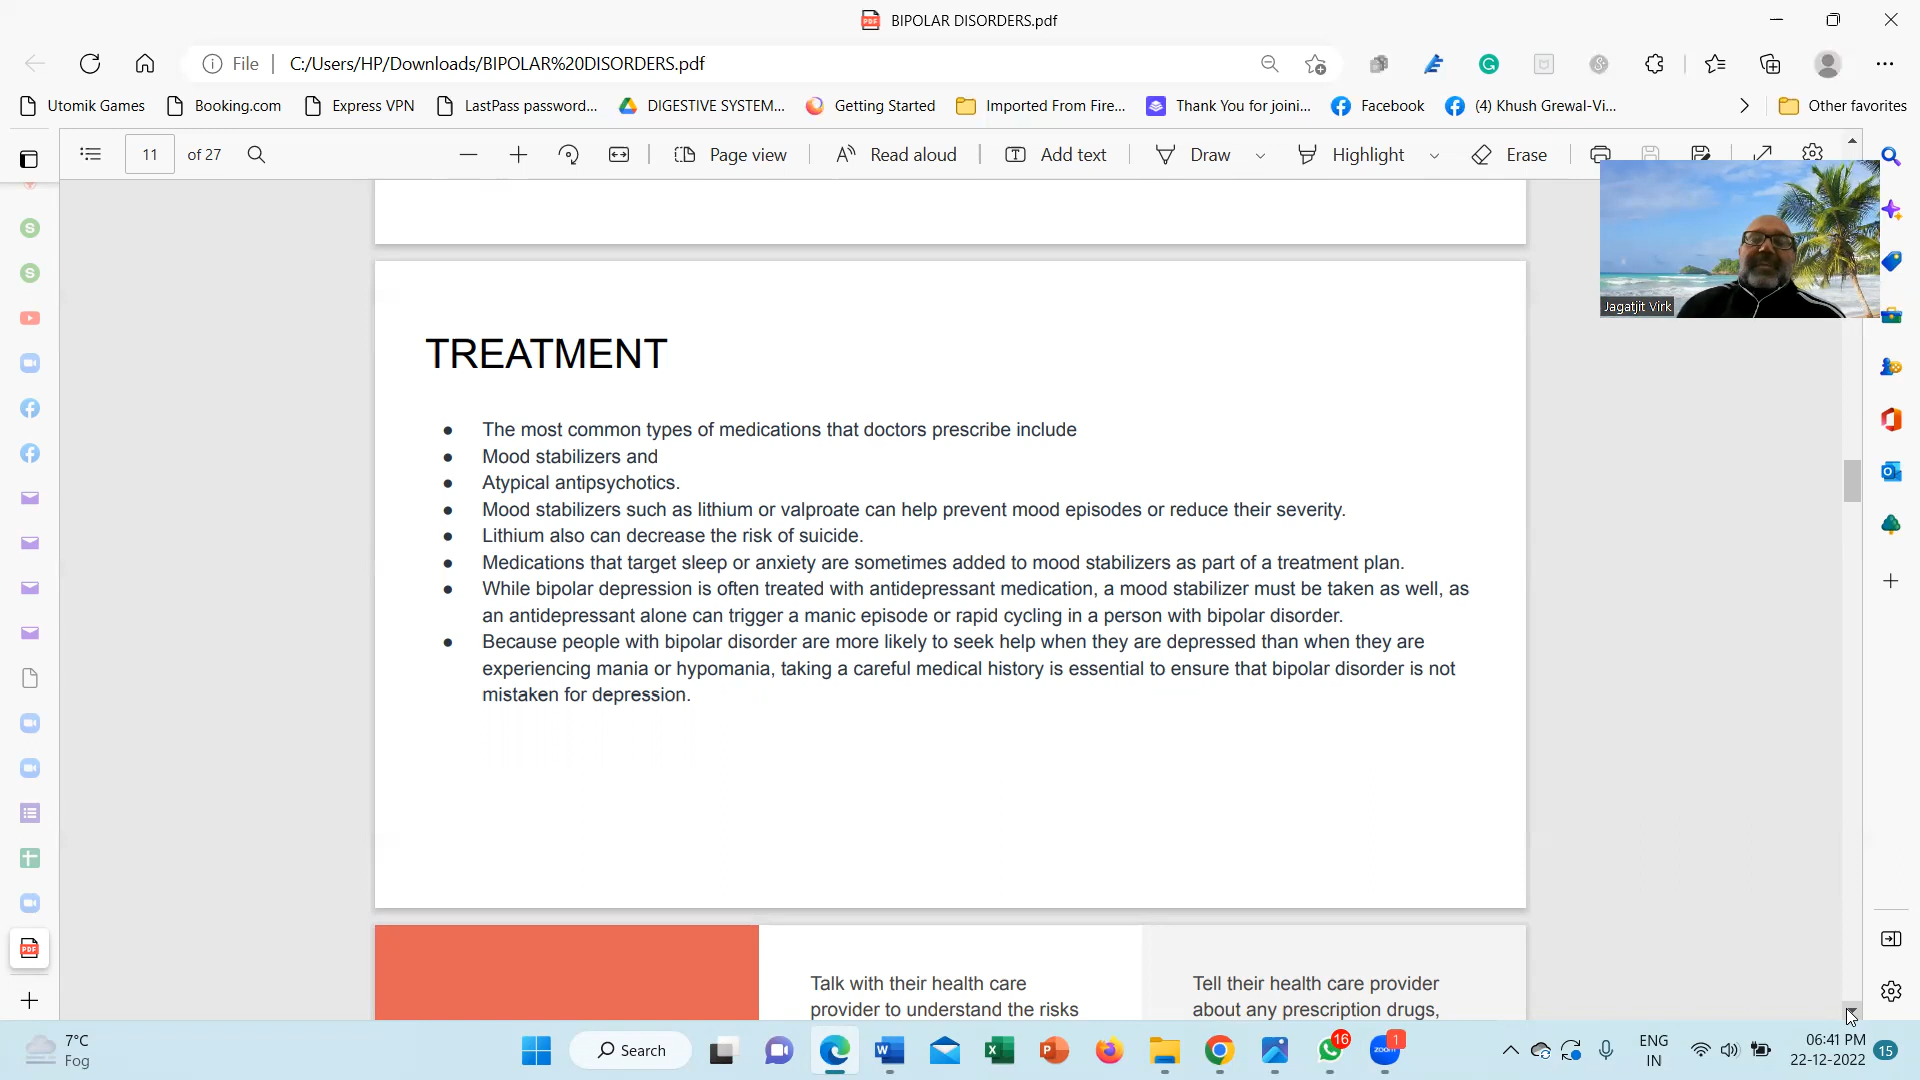 BIPOLAR DISORDERS.pdf
File
C:/Users/HP/Downloads/BIPOLAR%20DISORDERS.pdf
Utomik Games
Booking.com
Express VPN
LastPass password...
DIGESTIVE SYSTEM...
Getting Started
Imported From Fire...
Thank You for joini...
Facebook
(4) Khush Grewal-Vi...
Other favorites
11 of 27
Page view
Read aloud
Add text
Draw
Highlight
Erase
Jagatjit Virk
TREATMENT
The most common types of medications that doctors prescribe include
Mood stabilizers and
Atypical antipsychotics.
Mood stabilizers such as lithium or valproate can help prevent mood episodes or reduce their severity.
Lithium also can decrease the risk of suicide.
Medications that target sleep or anxiety are sometimes added to mood stabilizers as part of a treatment plan.
While bipolar depression is often treated with antidepressant medication, a mood stabilizer must be taken as well, as
an antidepressant alone can trigger a manic episode or rapid cycling in a person with bipolar disorder.
Because people with bipolar disorder are more likely to seek help when they are depressed than when they are
experiencing mania or hypomania, taking a careful medical history is essential to ensure that bipolar disorder is not
mistaken for depression.
Talk with their health care
provider to understand the risks
Tell their health care provider
about any prescription drugs,
7°C
Fog
Search
16
zoom
1
ENG
IN
06:41 PM
22-12-2022
15